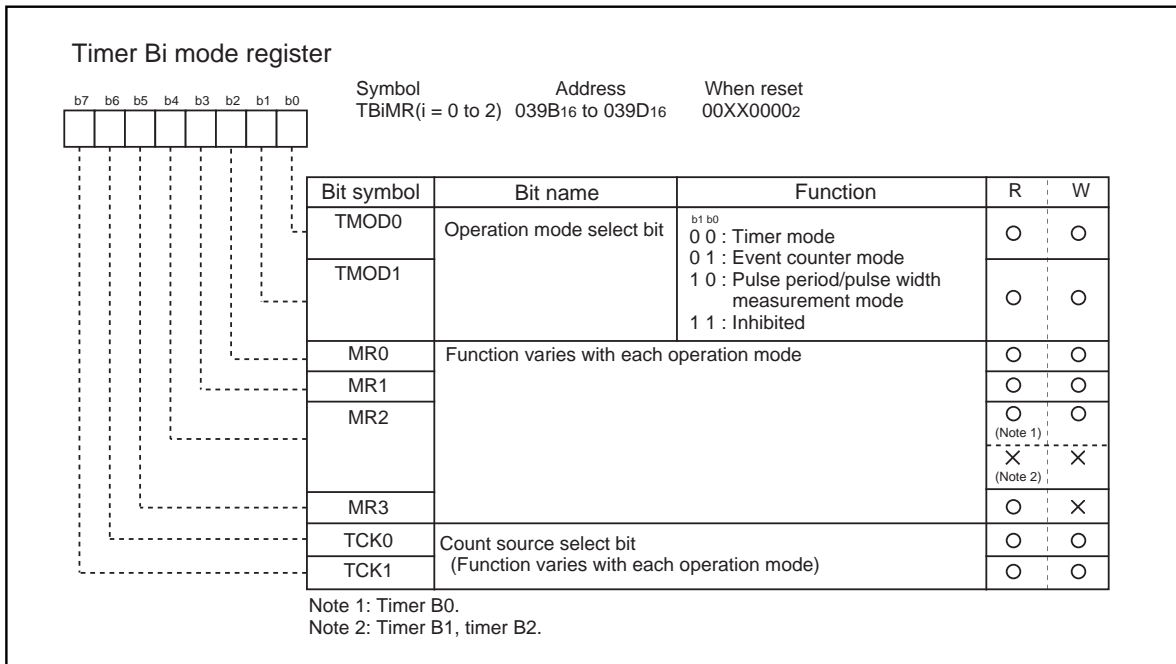 Timer Bi mode register
Symbol Address When reset
TBiMR(i = 0 to 2) 039B16 to 039D16 00XX00002
b7 b6 b5 b4 b3 b2 b1 b0
Bit symbol Bit name Function R W
TMOD0 Operation mode select bit
b1 b0
0 0 : Timer mode
0 1 : Event counter mode
TMOD1
1 0 : Pulse period/pulse width
measurement mode
1 1 : Inhibited
MR0 Function varies with each operation mode
MR1
MR2
(Note 1)
(Note 2)
MR3
TCK0 Count source select bit
TCK1 (Function varies with each operation mode)
Note 1: Timer B0.
Note 2: Timer B1, timer B2.